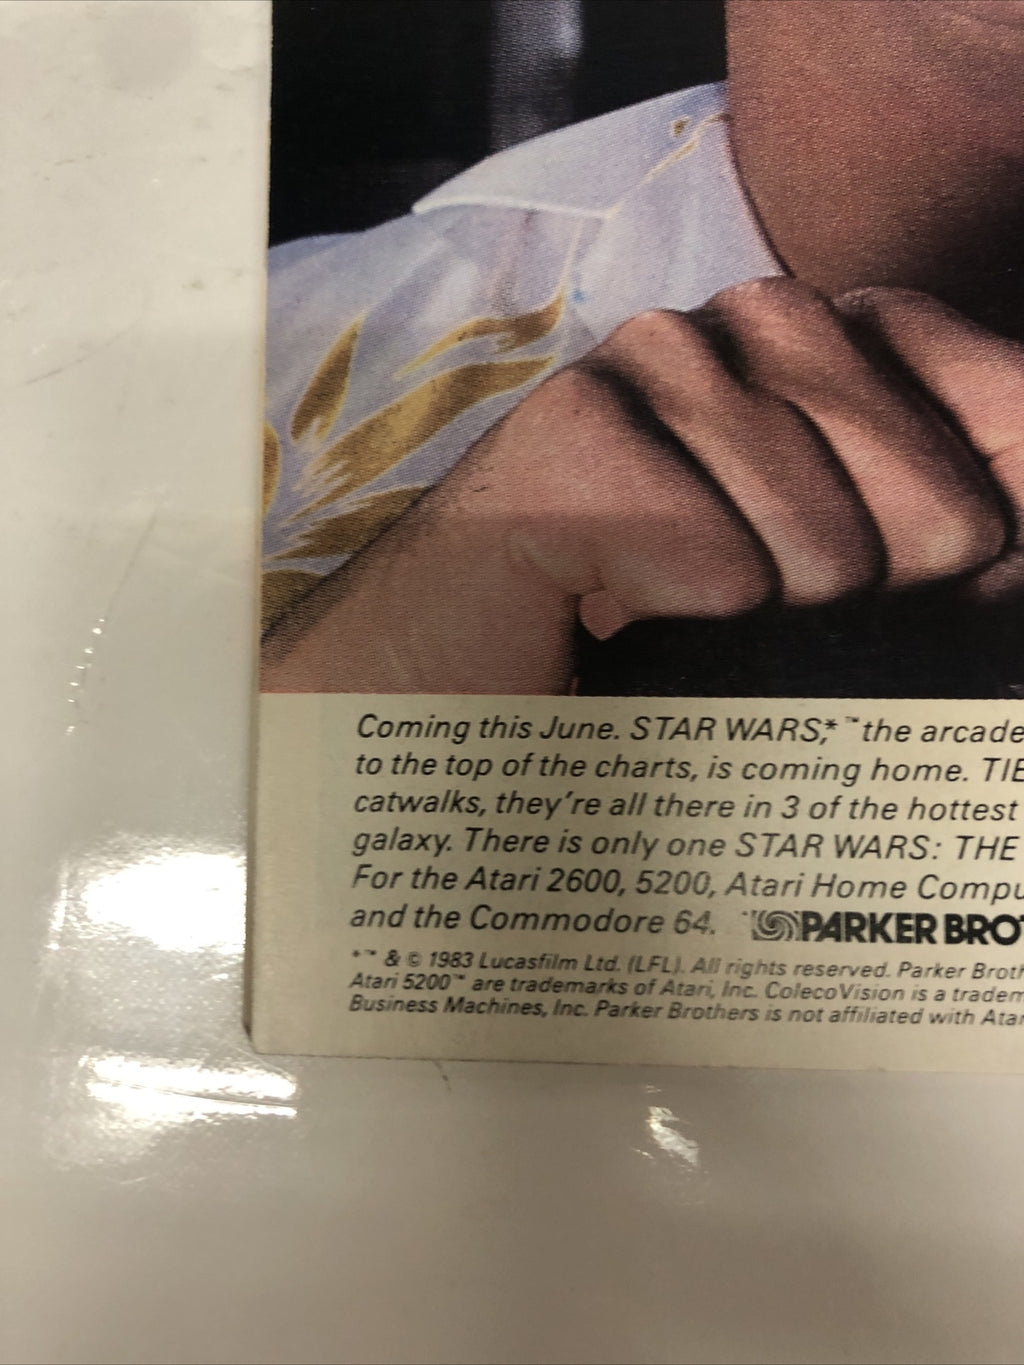 Coming this June. STAR WARS,*™ the arcade
to the top of the charts, is coming home. TIE
catwalks, they're all there in 3 of the hottest
galaxy. There is only one STAR WARS: THE
For the Atari 2600, 5200, Atari Home Compu
and the Commodore 64. PARKER BRO
*™ & © 1983 Lucasfilm Ltd. (LFL). All rights reserved. Parker Broth
Atari 5200™ are trademarks of Atari, Inc. ColecoVision is a tradem
Business Machines, Inc. Parker Brothers is not affiliated with Atar